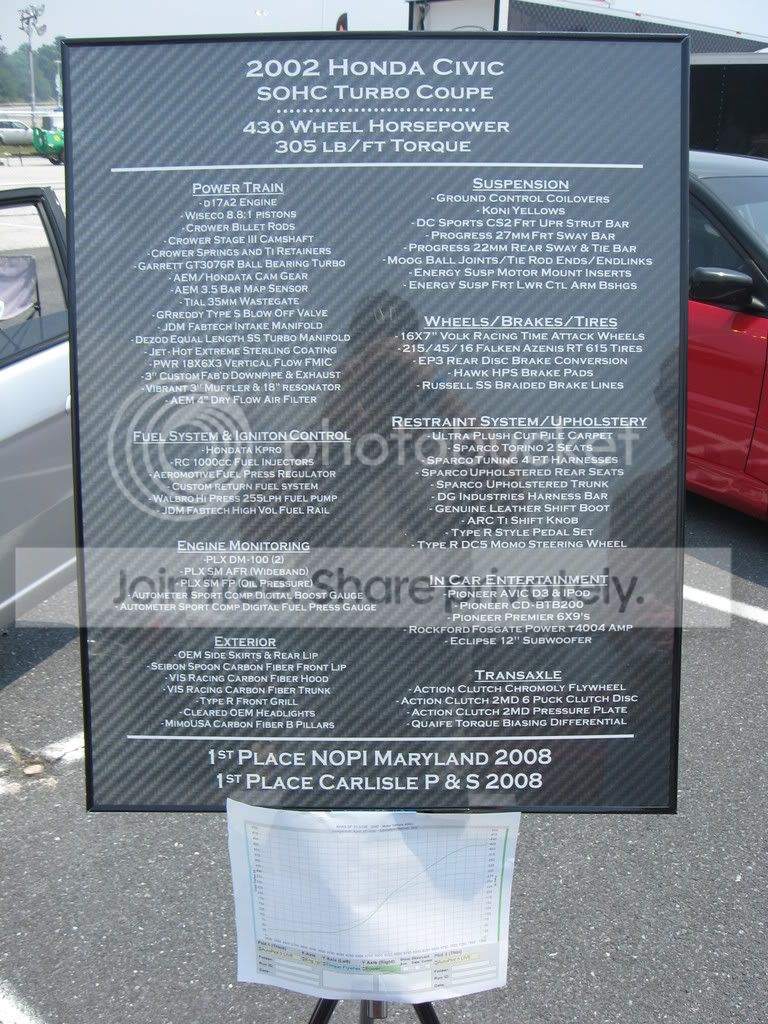 2002 Honda Civic
SOHC Turbo Coupe
430 Wheel Horsepower
305 lb/ft Torque
Power Train
-d17a2 Engine
-Wiseco 8.8:1 pistons
-Crower Billet Rods
-Crower Stage III Camshaft
-Crower Springs and Ti Retainers
-Garrett GT3076R Ball Bearing Turbo
-AEM/Hondata Cam Gear
-AEM 3.5 Bar Map Sensor
-Tial 35mm Wastegate
-GRreddy Type S Blow Off Valve
-JDM Fabtech Intake Manifold
-Dezod Equal Length SS Turbo Manifold
-Jet-Hot Extreme Sterling Coating
-PWR 18X6X3 Vertical Flow FMIC
-3" Custom Fab'd Downpipe & Exhaust
-Vibrant 3" Muffler & 18" resonator
-AEM 4" Dry Flow Air Filter
Fuel System & Igniton Control
-Hondata Kpro
-RC 1000cc Fuel Injectors
-Aeromotive Fuel Press Regulator
-Custom return fuel system
-Walbro Hi Press 255lph fuel pump
-JDM Fabtech High Vol Fuel Rail
Engine Monitoring
-PLX DM-100 (2)
-PLX SM AFR (Wideband)
-PLX SM FP (Oil Pressure)
-Autometer Sport Comp Digital Boost Gauge
-Autometer Sport Comp Digital Fuel Press Gauge
Exterior
-OEM Side Skirts & Rear Lip
-Seibon Spoon Carbon Fiber Front Lip
-VIS Racing Carbon Fiber Hood
-VIS Racing Carbon Fiber Trunk
-Type R Front Grill
-Cleared OEM Headlights
-MimoUSA Carbon Fiber B Pillars
Suspension
-Ground Control Coilovers
-Koni Yellows
-DC Sports CS2 Frt Upr Strut Bar
-Progress 27mm Frt Sway Bar
-Progress 22mm Rear Sway & Tie Bar
-Moog Ball Joints/Tie Rod Ends/Endlinks
-Energy Susp Motor Mount Inserts
-Energy Susp Frt Lwr Ctl Arm Bshgs
Wheels/Brakes/Tires
-16X7" Volk Racing Time Attack Wheels
-215/45/16 Falken Azenis RT 615 Tires
-EP3 Rear Disc Brake Conversion
-Hawk HPS Brake Pads
-Russell SS Braided Brake Lines
Restraint System/Upholstery
-Ultra Plush Cut Pile Carpet
-Sparco Torino 2 Seats
-Sparco Tuning 4 PT Harnesses
-Sparco Upholstered Rear Seats
-Sparco Upholstered Trunk
-DG Industries Harness Bar
-Genuine Leather Shift Boot
-ARC Ti Shift Knob
-Type R Style Pedal Set
-Type R DC5 Momo Steering Wheel
In Car Entertainment
-Pioneer AVIC D3 & iPod
-Pioneer CD-BTB200
-Pioneer Premier 6X9's
-Rockford Fosgate Power t4004 Amp
-Eclipse 12" Subwoofer
Transaxle
-Action Clutch Chromoly Flywheel
-Action Clutch 2MD 6 Puck Clutch Disc
-Action Clutch 2MD Pressure Plate
-Quaife Torque Biasing Differential
1st Place NOPI Maryland 2008
1st Place Carlisle P & S 2008